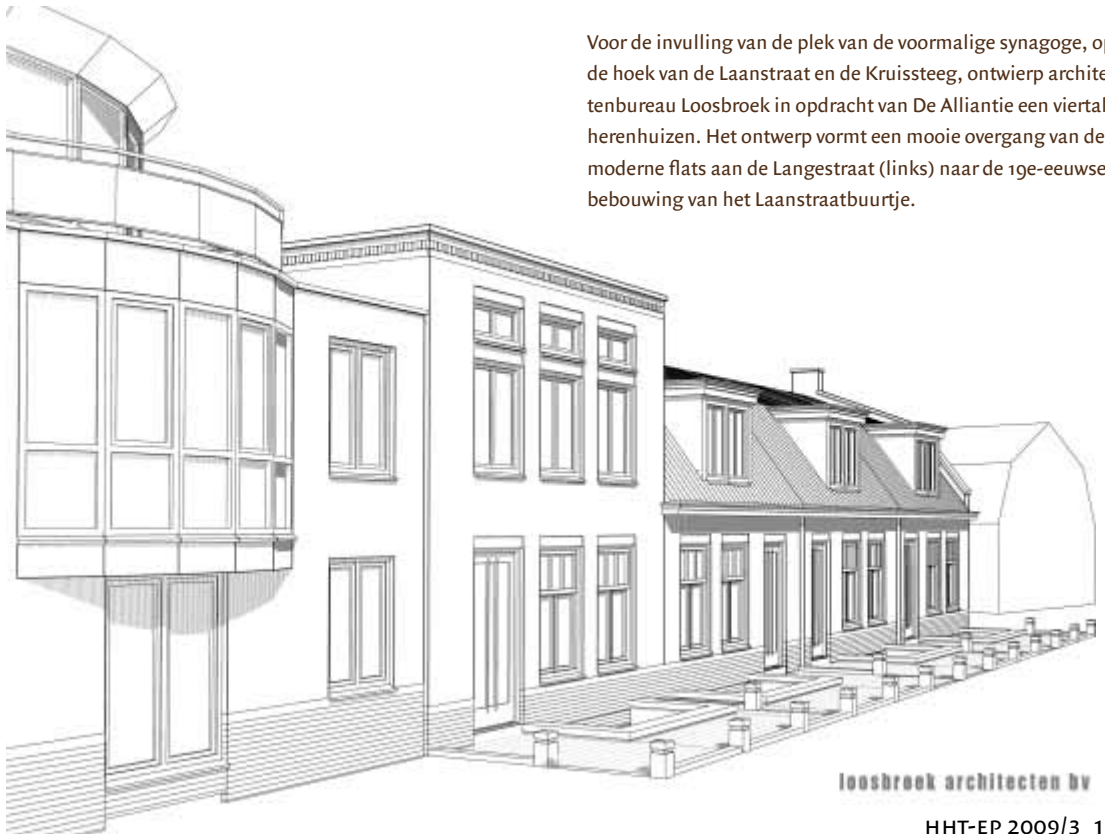 Voor de invulling van de plek van de voormalige synagoge, op
de hoek van de Laanstraat en de Kruissteeg, ontwierp archite
tenbureau Loosbroek in opdracht van De Alliantie een viertal
herenhuizen. Het ontwerp vormt een mooie overgang van de
moderne flats aan de Langestraat (links) naar de 19e-eeuwse
bebouwing van het Laanstraatbuurtje.
loosbroek architecten bv
HHT-EP 2009/3 1